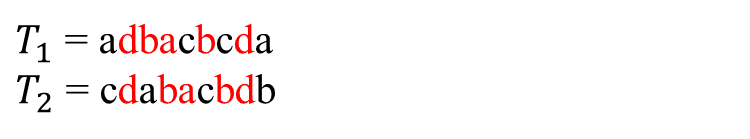 T₁ = adbacbcda
T₂ = cdabacbdb